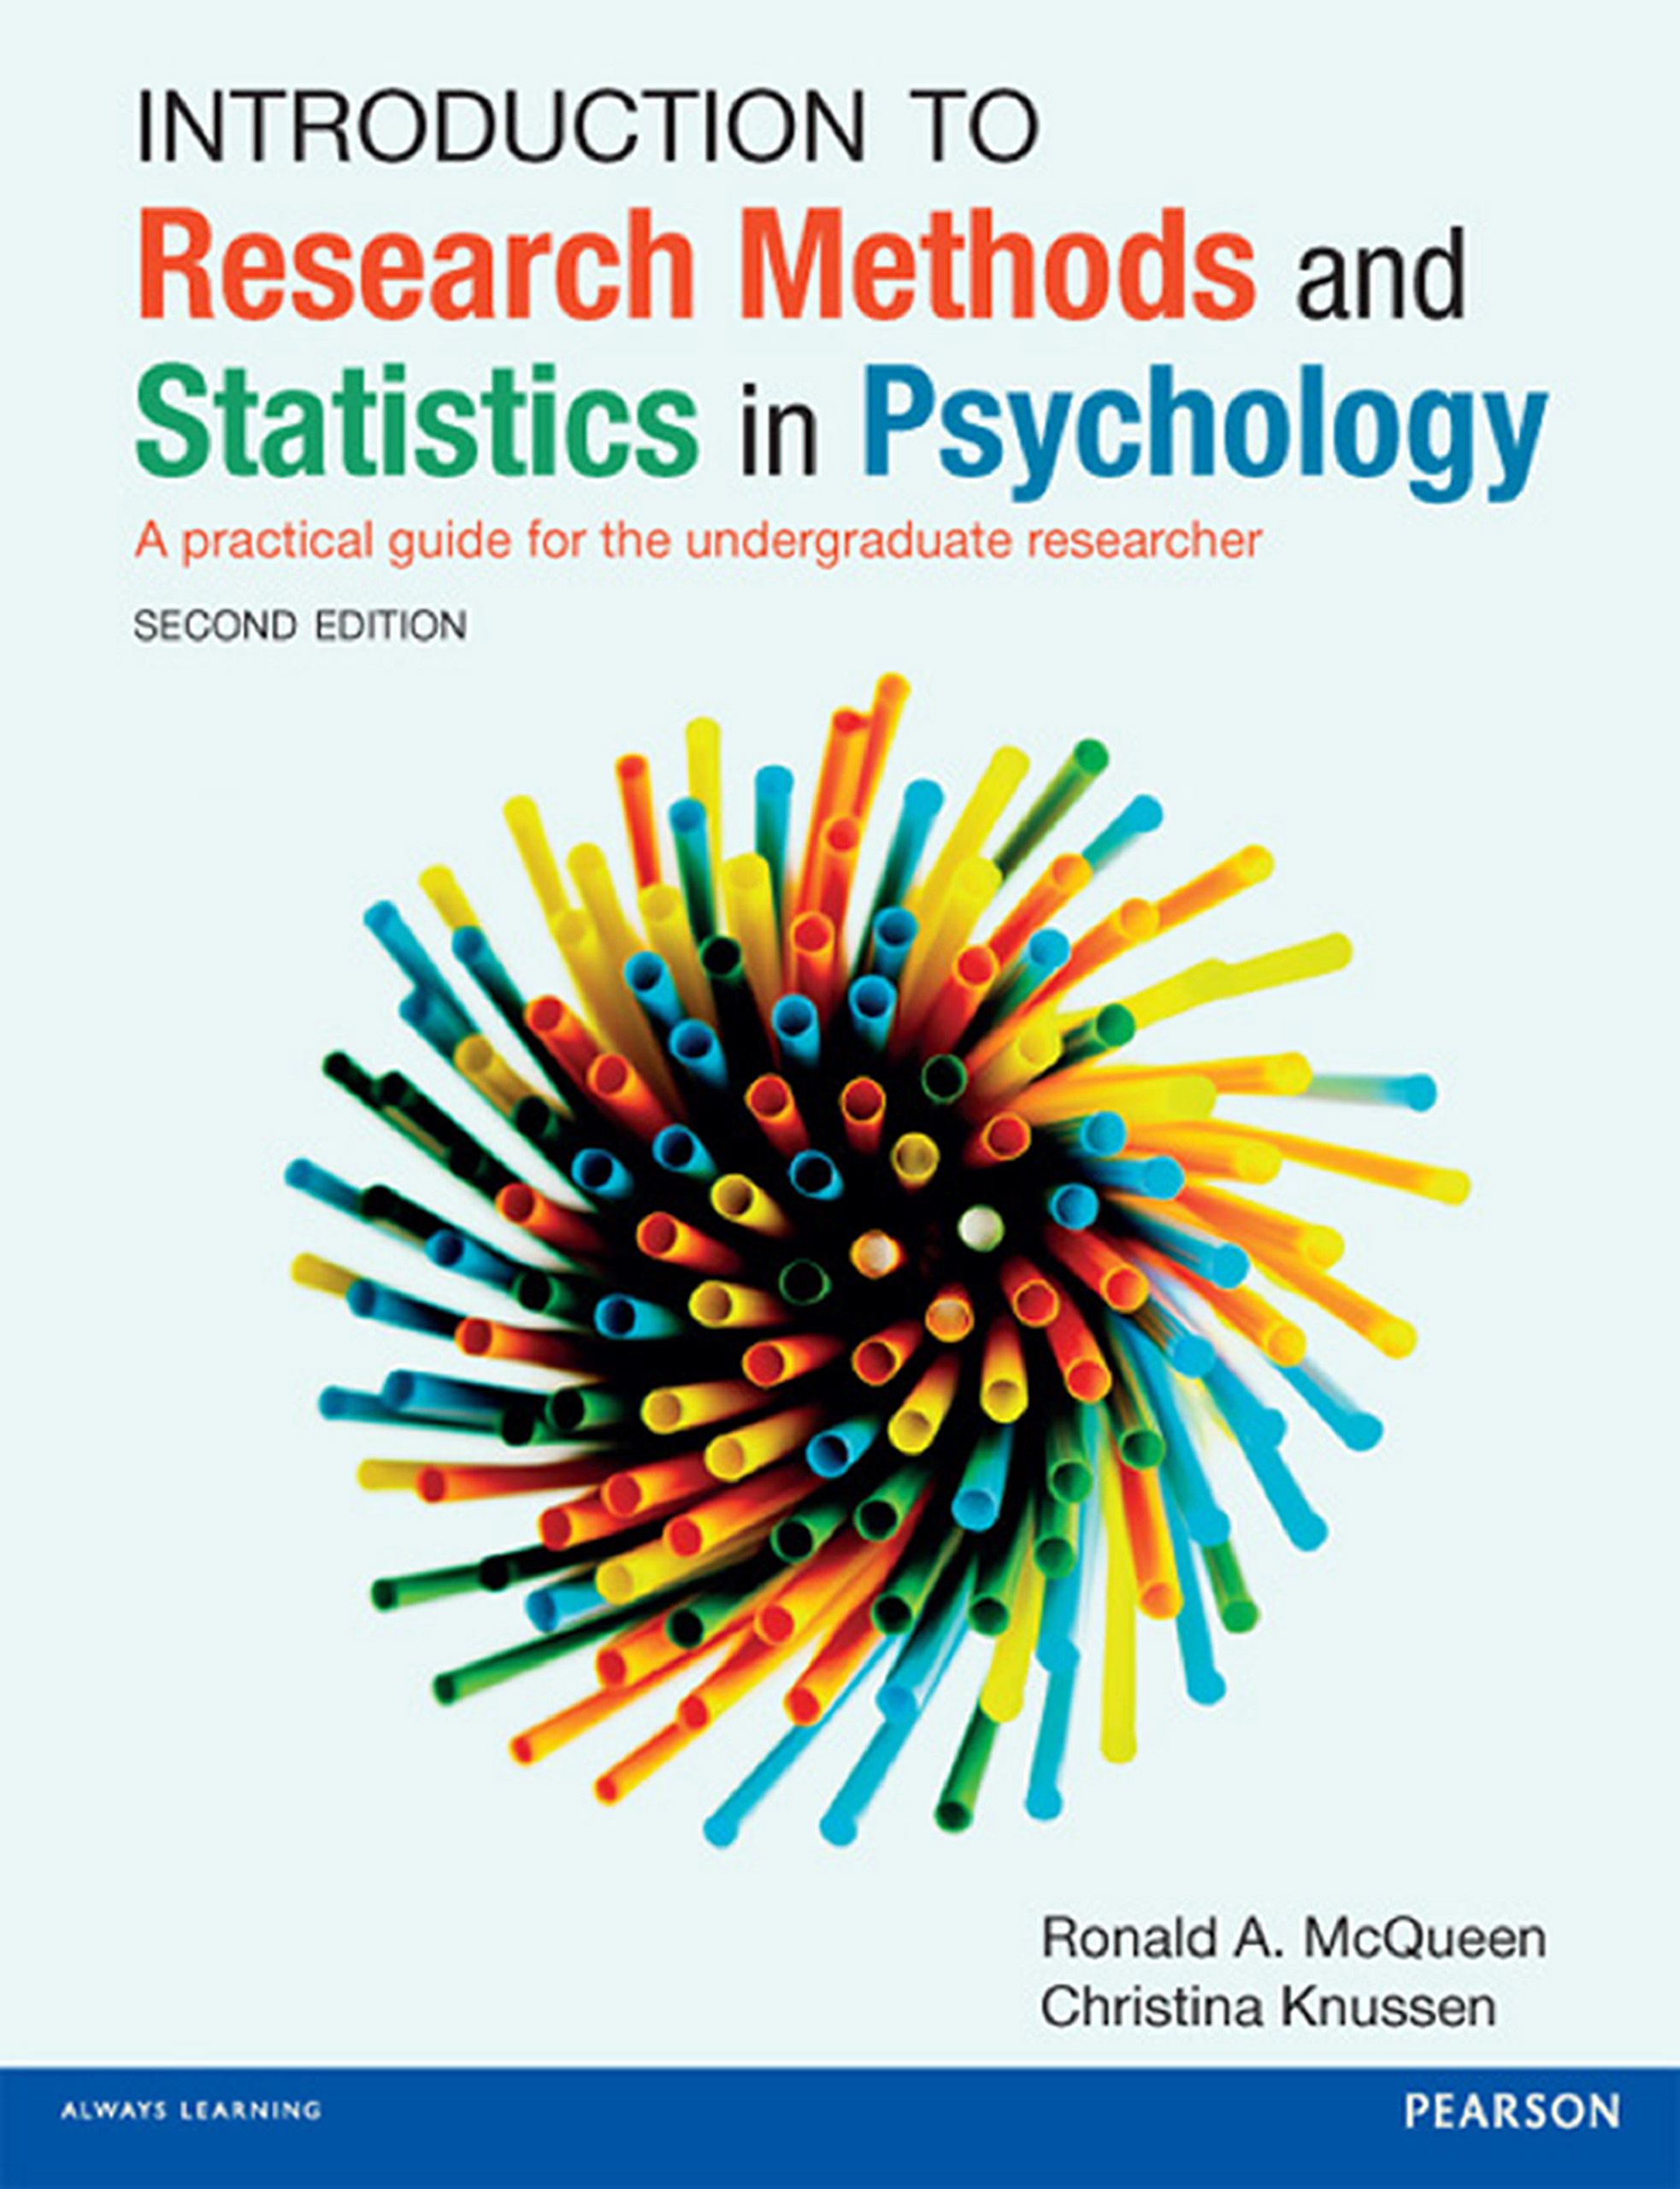 INTRODUCTION TO
Research Methods and
Statistics in Psychology
A practical guide for the undergraduate researcher
SECOND EDITION
Ronald A. McQueen
Christina Knussen
ALWAYS LEARNING
PEARSON